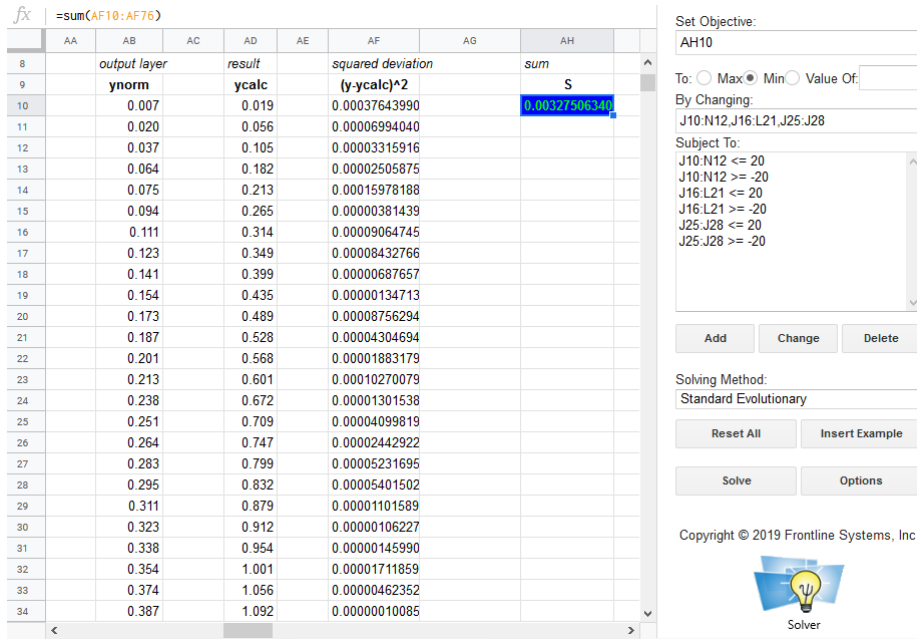 fx =sum(AF10:AF76)
AA AB AC AD AE AF AG AH
8 output layer result squared deviation sum
9 ynorm ycalc (y-ycalc)^2 S
10 0.007 0.019 0.00037643990 0.00327506340
11 0.020 0.056 0.00006994040
12 0.037 0.105 0.00003315916
13 0.064 0.182 0.00002505875
14 0.075 0.213 0.00015978188
15 0.094 0.265 0.00000381439
16 0.111 0.314 0.00009064745
17 0.123 0.349 0.00008432766
18 0.141 0.399 0.00000687657
19 0.154 0.435 0.00000134713
20 0.173 0.489 0.00008756294
21 0.187 0.528 0.00004304694
22 0.201 0.568 0.00001883179
23 0.213 0.601 0.00010270079
24 0.238 0.672 0.00001301538
25 0.251 0.709 0.00004099819
26 0.264 0.747 0.00002442922
27 0.283 0.799 0.00005231695
28 0.295 0.832 0.00005401502
29 0.311 0.879 0.00001101589
30 0.323 0.912 0.00000106227
31 0.338 0.954 0.00000145990
32 0.354 1.001 0.00001711859
33 0.374 1.056 0.00000462352
34 0.387 1.092 0.00000010085
Set Objective:
AH10
To: Max Min Value Of:
By Changing:
J10:N12,J16:L21,J25:J28
Subject To:
J10:N12 <= 20
J10:N12 >= -20
J16:L21 <= 20
J16:L21 >= -20
J25:J28 <= 20
J25:J28 >= -20
Add Change Delete
Solving Method:
Standard Evolutionary
Reset All Insert Example
Solve Options
Copyright © 2019 Frontline Systems, Inc
Solver